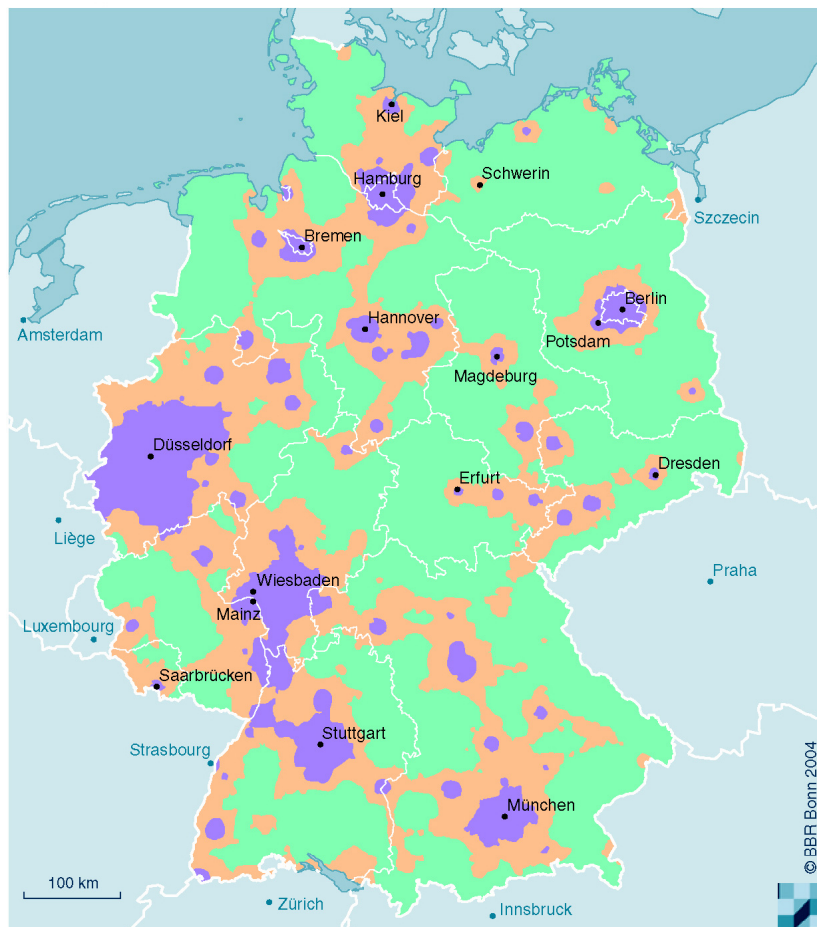 Kiel
Schwerin
Hamburg
Szczecin
Bremen
Berlin
Hannover
Amsterdam
Potsdam
Magdeburg
Düsseldorf
Dresden
Erfurt
Liège
Wiesbaden
Praha
Mainz
Luxembourg
Saarbrücken
Stuttgart
Strasbourg
München
© BBR Bonn 2004
100 km
Zürich
Innsbruck